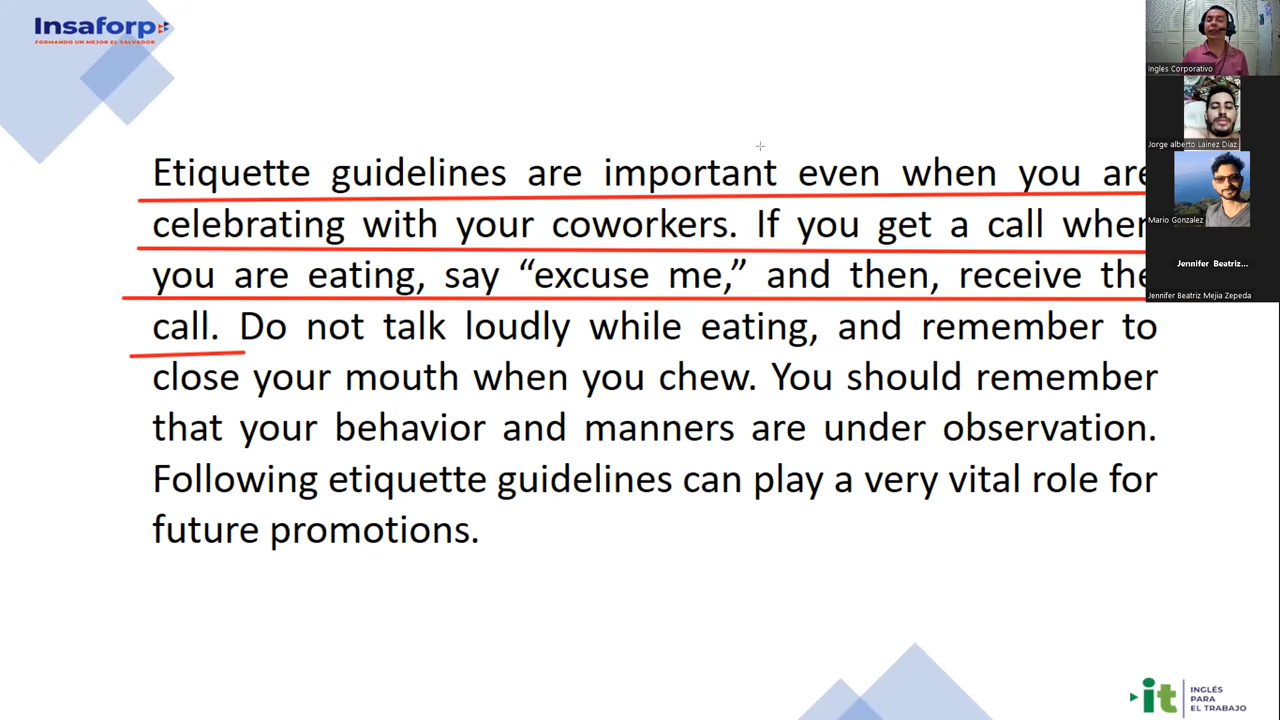 Insaforp
FORMANDO UN MEJOR EL SALVADOR
Etiquette guidelines are important even when you are
celebrating with your coworkers. If you get a call when
you are eating, say “excuse me,” and then, receive the
call. Do not talk loudly while eating, and remember to
close your mouth when you chew. You should remember
that your behavior and manners are under observation.
Following etiquette guidelines can play a very vital role for
future promotions.
Ingles Corporativo
Jorge alberto Lainez Diaz
Mario Gonzalez
Jennifer Beatriz...
Jennifer Beatriz Mejia Zepeda
it
INGLÉS
PARA
EL TRABAJO